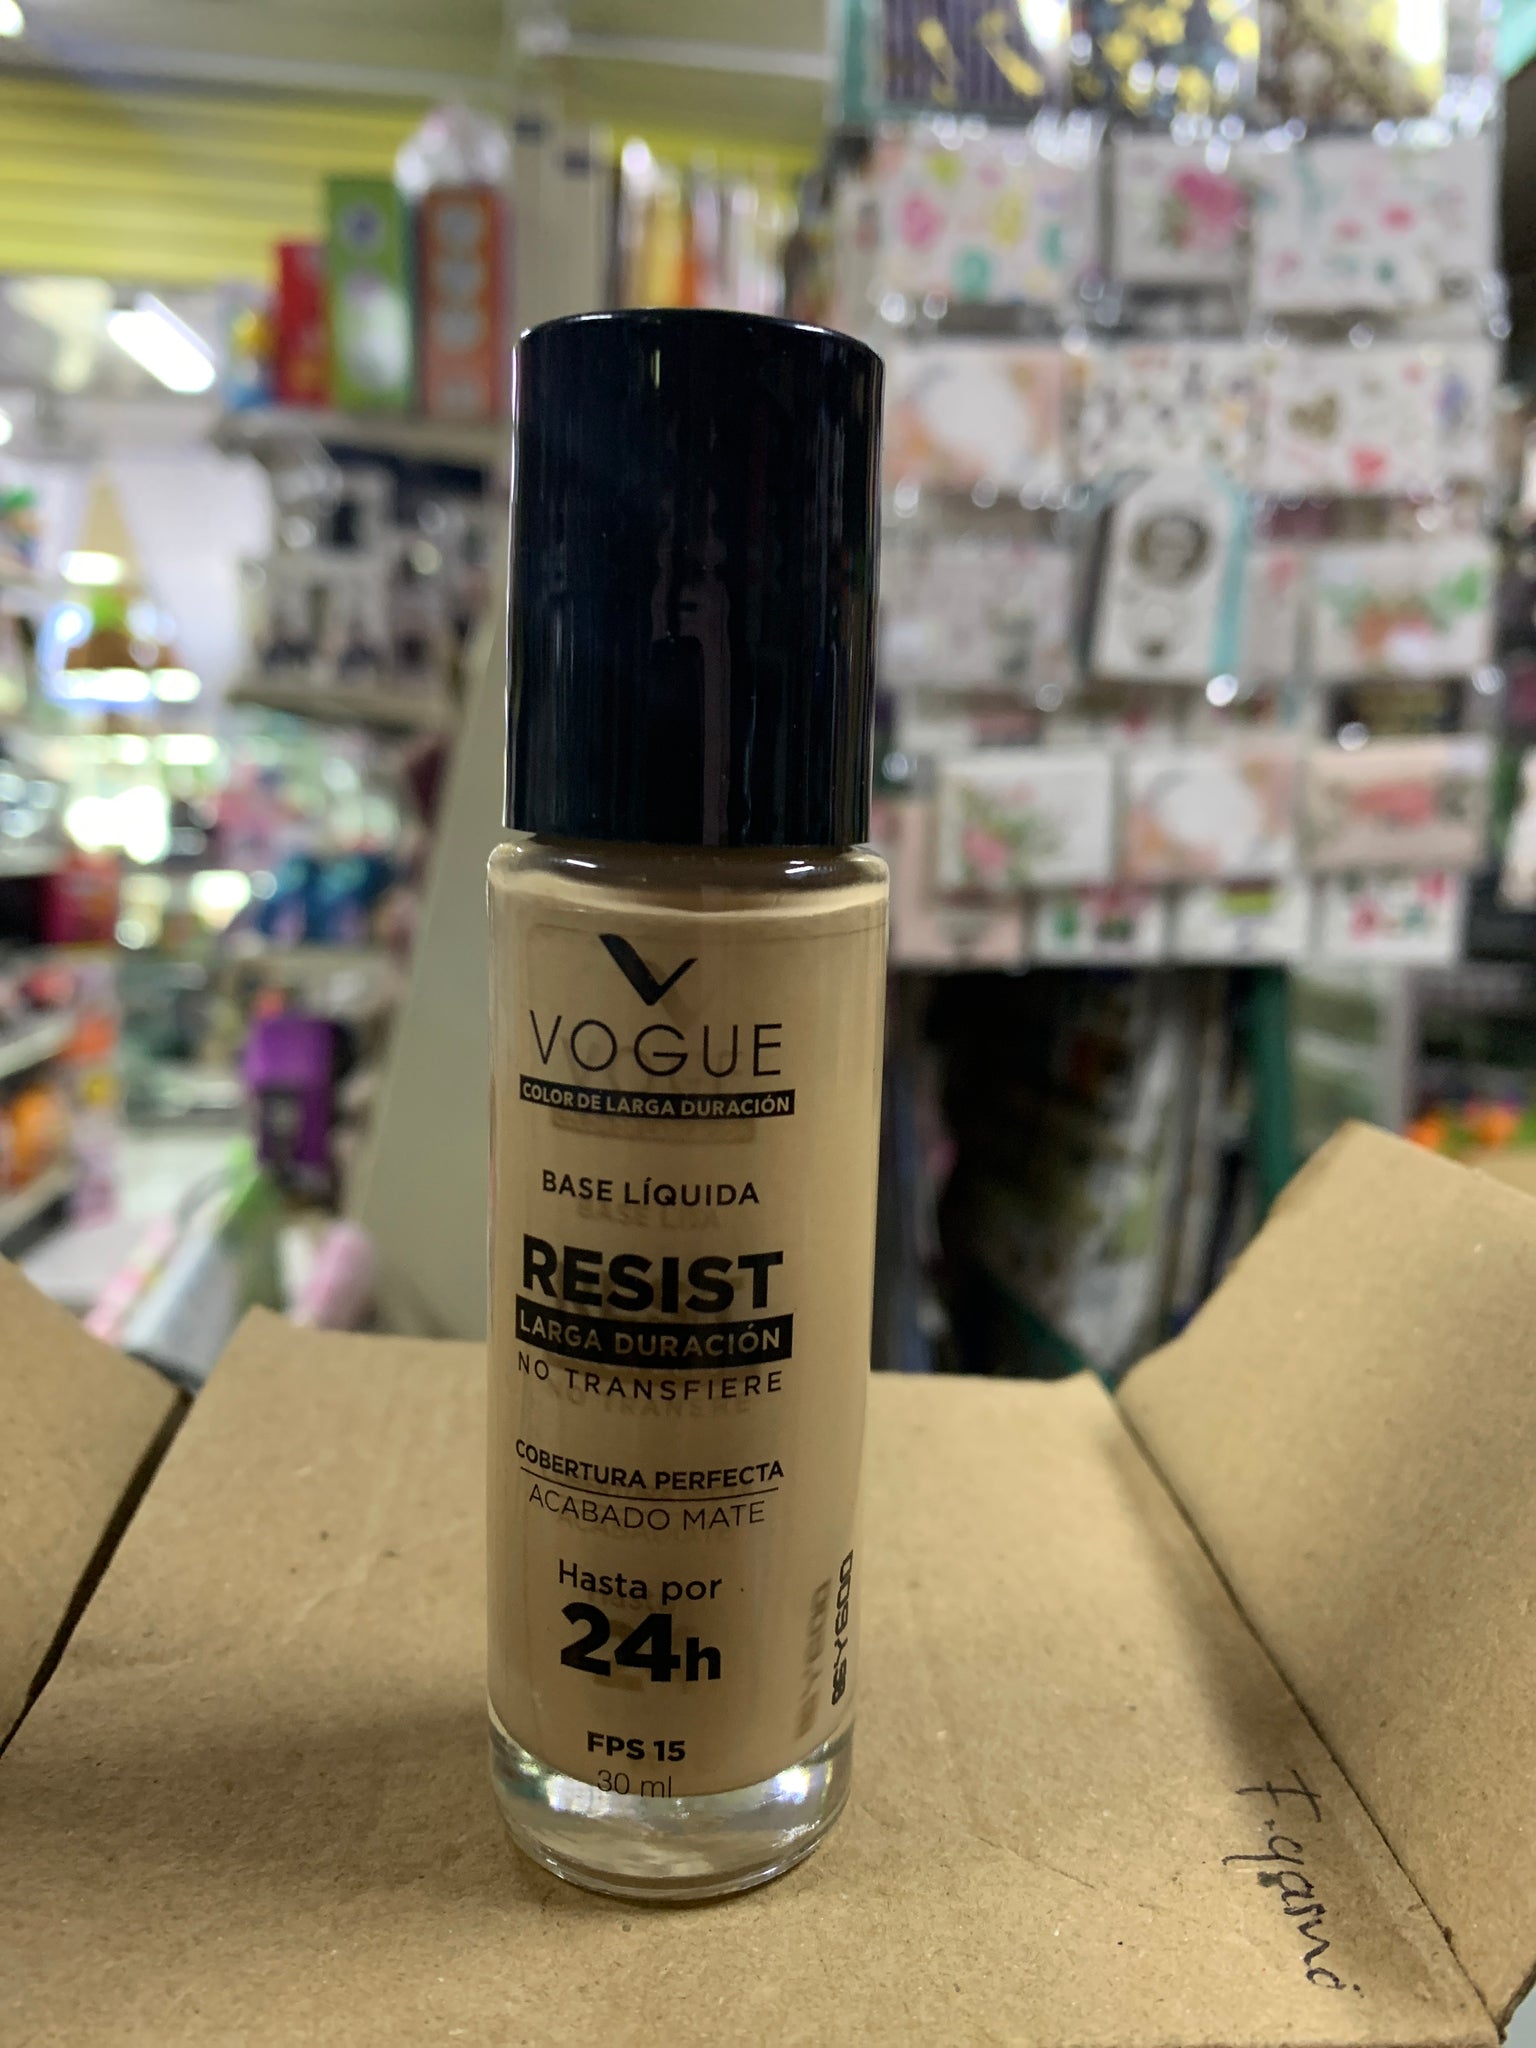 VOGUE
COLOR DE LARGA DURACIÓN
BASE LÍQUIDA
RESIST
LARGA DURACIÓN
NO TRANSFIERE
COBERTURA PERFECTA
ACABADO MATE
Hasta por
24h
FPS 15
30 ml